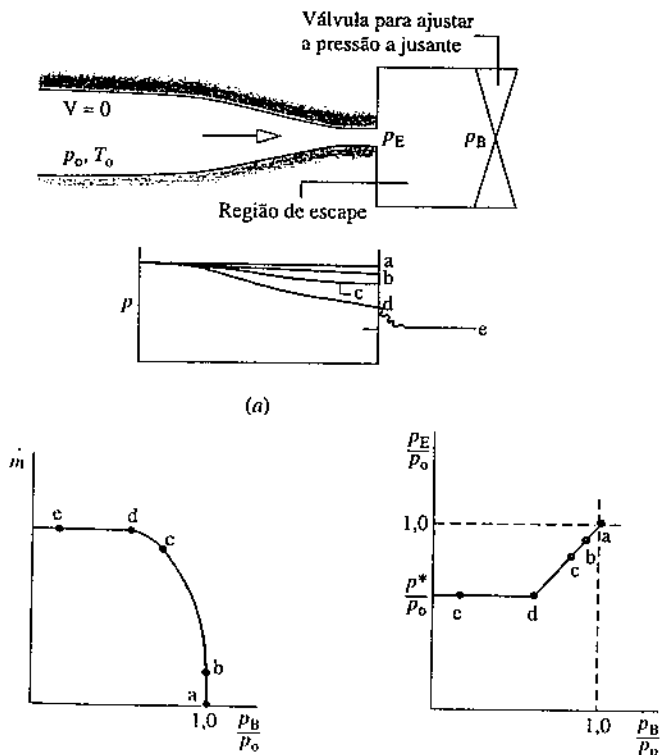 Válvula para ajustar
a pressão a jusante
V = 0
p_E
p_B
p_o, T_o
Região de escape
a
b
c
d
e
p
(a)
ṁ
e
d
c
b
a
1,0
p_B
p_o
p_E
p_o
1,0
a
b
c
p*
p_o
e
d
1,0
p_B
p_o